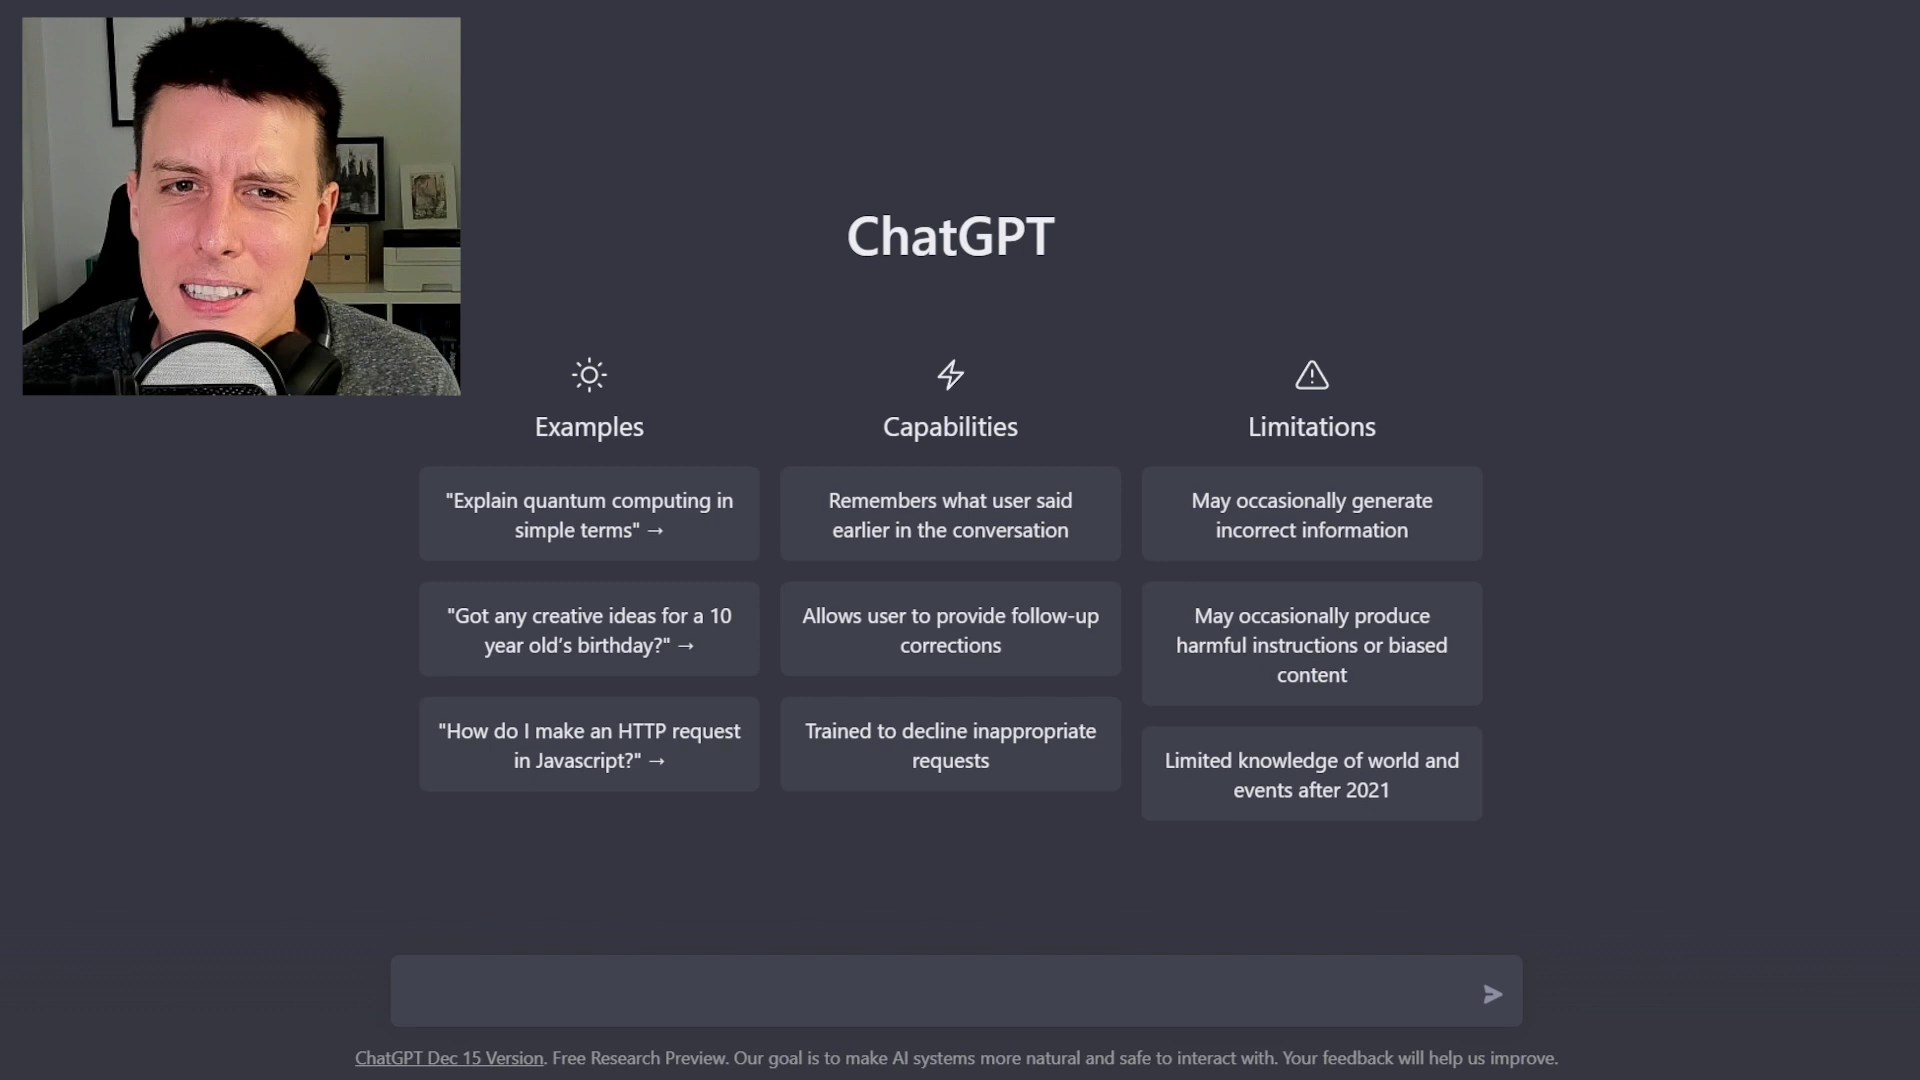 ChatGPT
Examples
"Explain quantum computing in
simple terms" →
"Got any creative ideas for a 10
year old’s birthday?" →
"How do I make an HTTP request
in Javascript?" →
Capabilities
Remembers what user said
earlier in the conversation
Allows user to provide follow-up
corrections
Trained to decline inappropriate
requests
Limitations
May occasionally generate
incorrect information
May occasionally produce
harmful instructions or biased
content
Limited knowledge of world and
events after 2021
ChatGPT Dec 15 Version. Free Research Preview. Our goal is to make AI systems more natural and safe to interact with. Your feedback will help us improve.